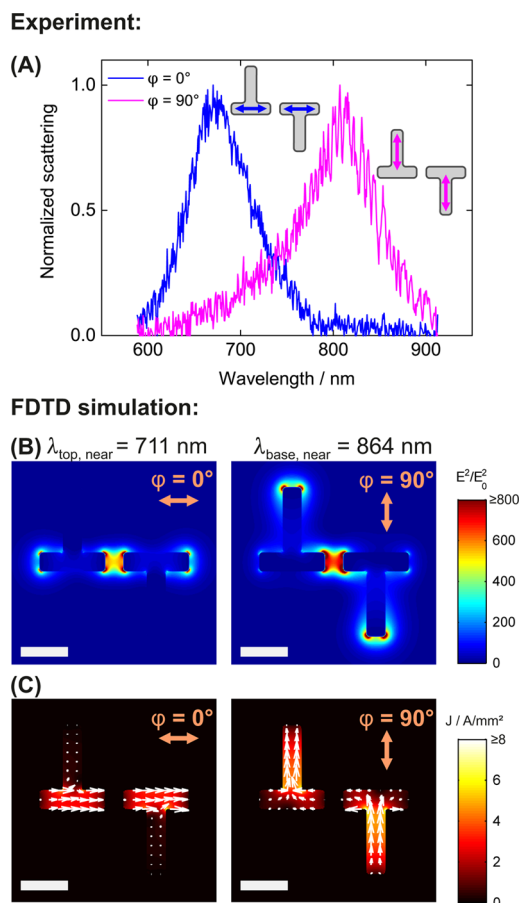 Experiment:
(A)
φ = 0°
φ = 90°
1.0
0.5
0.0
Normalized scattering
600 700 800 900
Wavelength / nm
FDTD simulation:
(B) λtop, near = 711 nm λbase, near = 864 nm
φ = 0° φ = 90°
E²/E₀²
≥800
600
400
200
0
(C)
φ = 0° φ = 90°
J / A/mm²
≥8
6
4
2
0